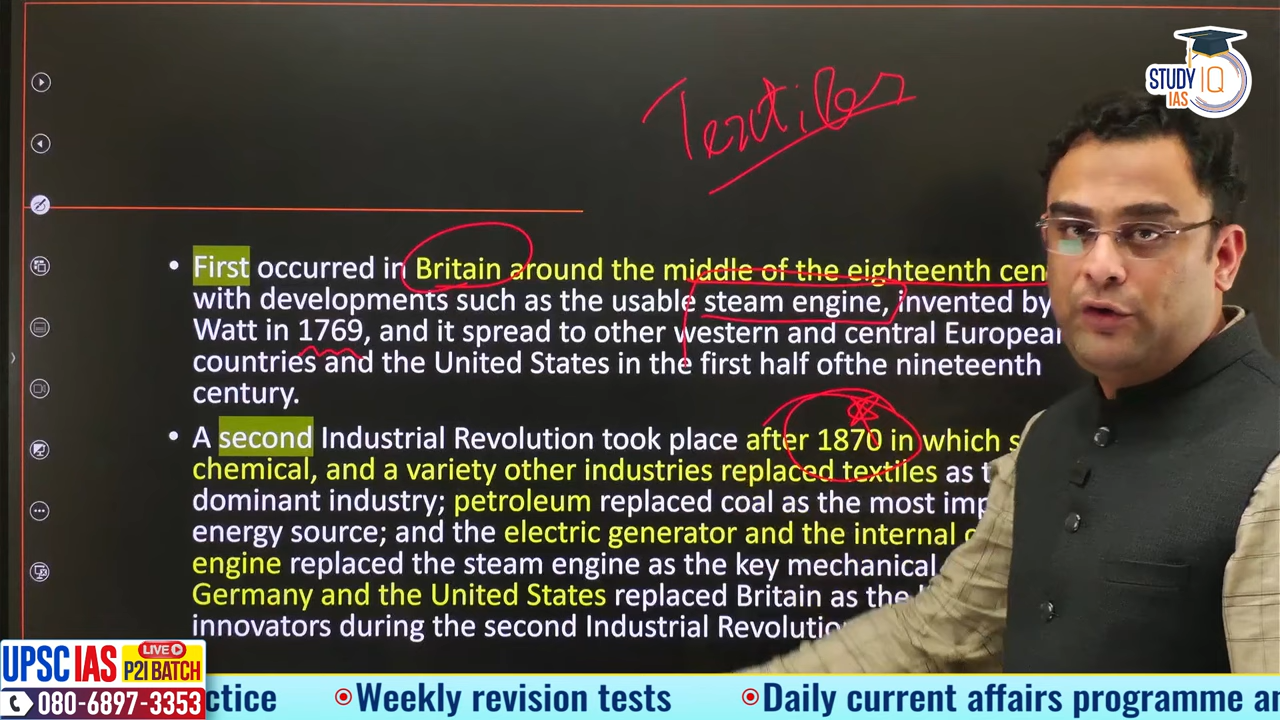 STUDY IQ
IAS
Textiles
• First occurred in Britain around the middle of the eighteenth cen
with developments such as the usable steam engine, invented by
Watt in 1769, and it spread to other western and central European
countries and the United States in the first half ofthe nineteenth
century.
• A second Industrial Revolution took place after 1870 in which s
chemical, and a variety other industries replaced textiles as t
dominant industry; petroleum replaced coal as the most imp
energy source; and the electric generator and the internal c
engine replaced the steam engine as the key mechanical
Germany and the United States replaced Britain as the
innovators during the second Industrial Revolution
UPSC IAS LIVE P2I BATCH
080-6897-3353
ctice Weekly revision tests Daily current affairs programme an